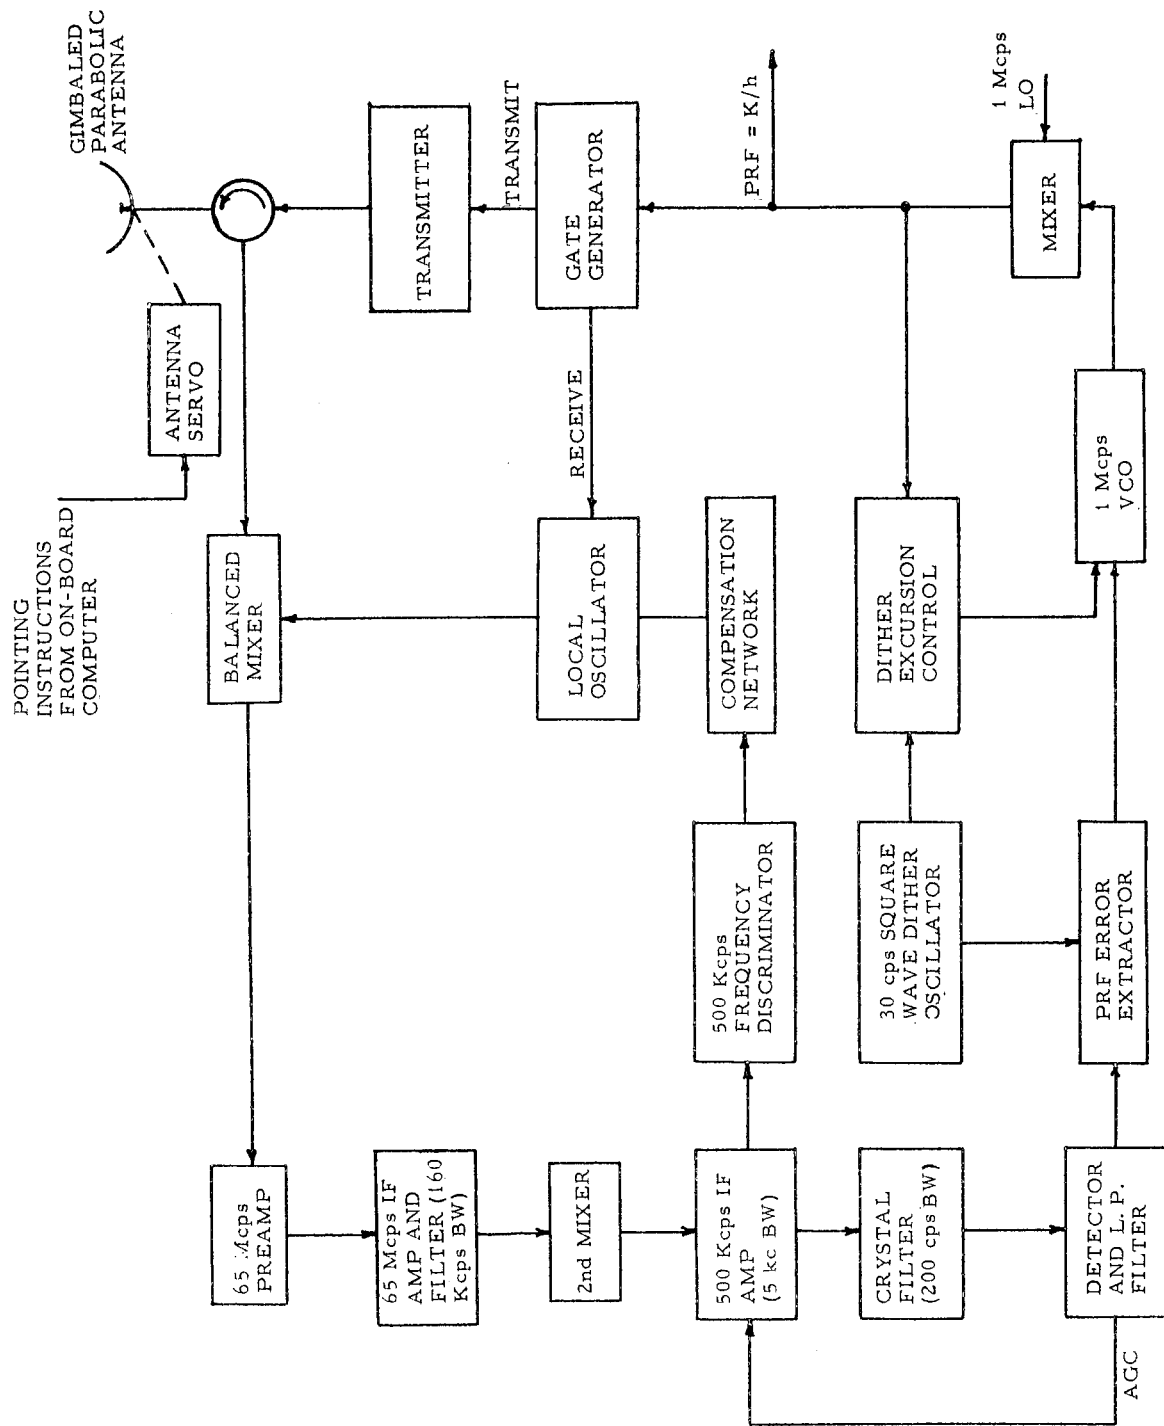 POINTING
INSTRUCTIONS
FROM ON-BOARD
COMPUTER
ANTENNA
SERVO
GIMBALED
PARABOLIC
ANTENNA
65 Mcps
PREAMP
BALANCED
MIXER
65 Mcps IF
AMP AND
FILTER (160
Kcps BW)
TRANSMITTER
2nd MIXER
LOCAL
OSCILLATOR
RECEIVE
GATE
GENERATOR
TRANSMIT
500 Kcps IF
AMP
(5 kc BW)
500 Kcps
FREQUENCY
DISCRIMINATOR
COMPENSATION
NETWORK
PRF = K/h
CRYSTAL
FILTER
(200 cps BW)
30 cps SQUARE
WAVE DITHER
OSCILLATOR
DITHER
EXCURSION
CONTROL
AGC
DETECTOR
AND L.P.
FILTER
PRF ERROR
EXTRACTOR
1 Mcps
VCO
MIXER
1 Mcps
LO